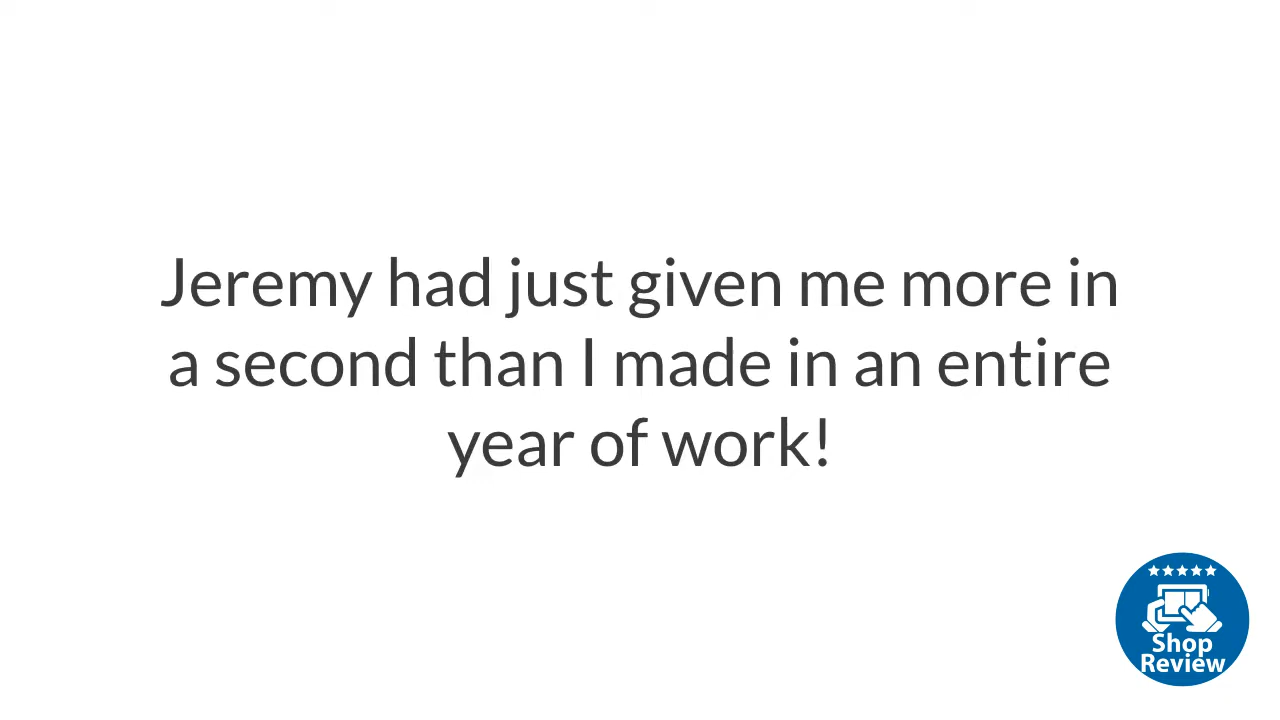 Jeremy had just given me more in
a second than I made in an entire
year of work!
Shop
Review